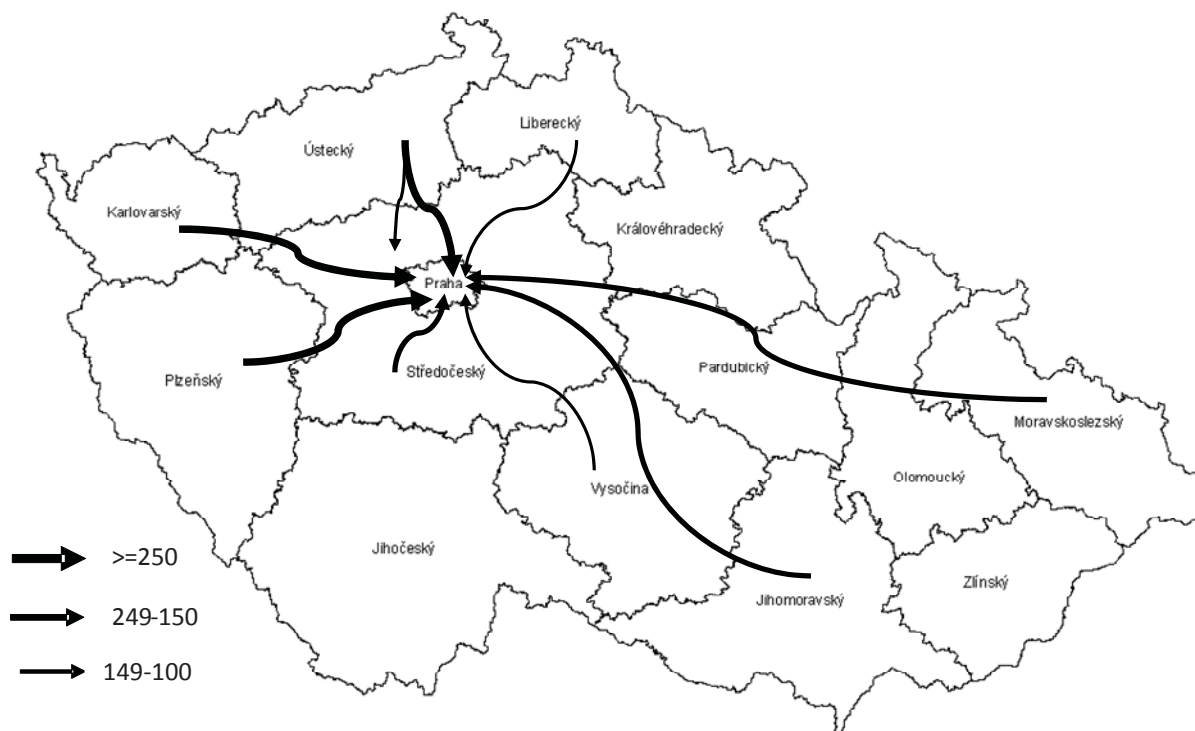 Liberecký
Ústecký
Karlovarský
Královéhradecký
Praha
Pardubický
Středočeský
Plzeňský
Moravskoslezský
Olomoucký
Vysočina
Jihočeský
Zlínský
Jihomoravský
>=250
249-150
149-100